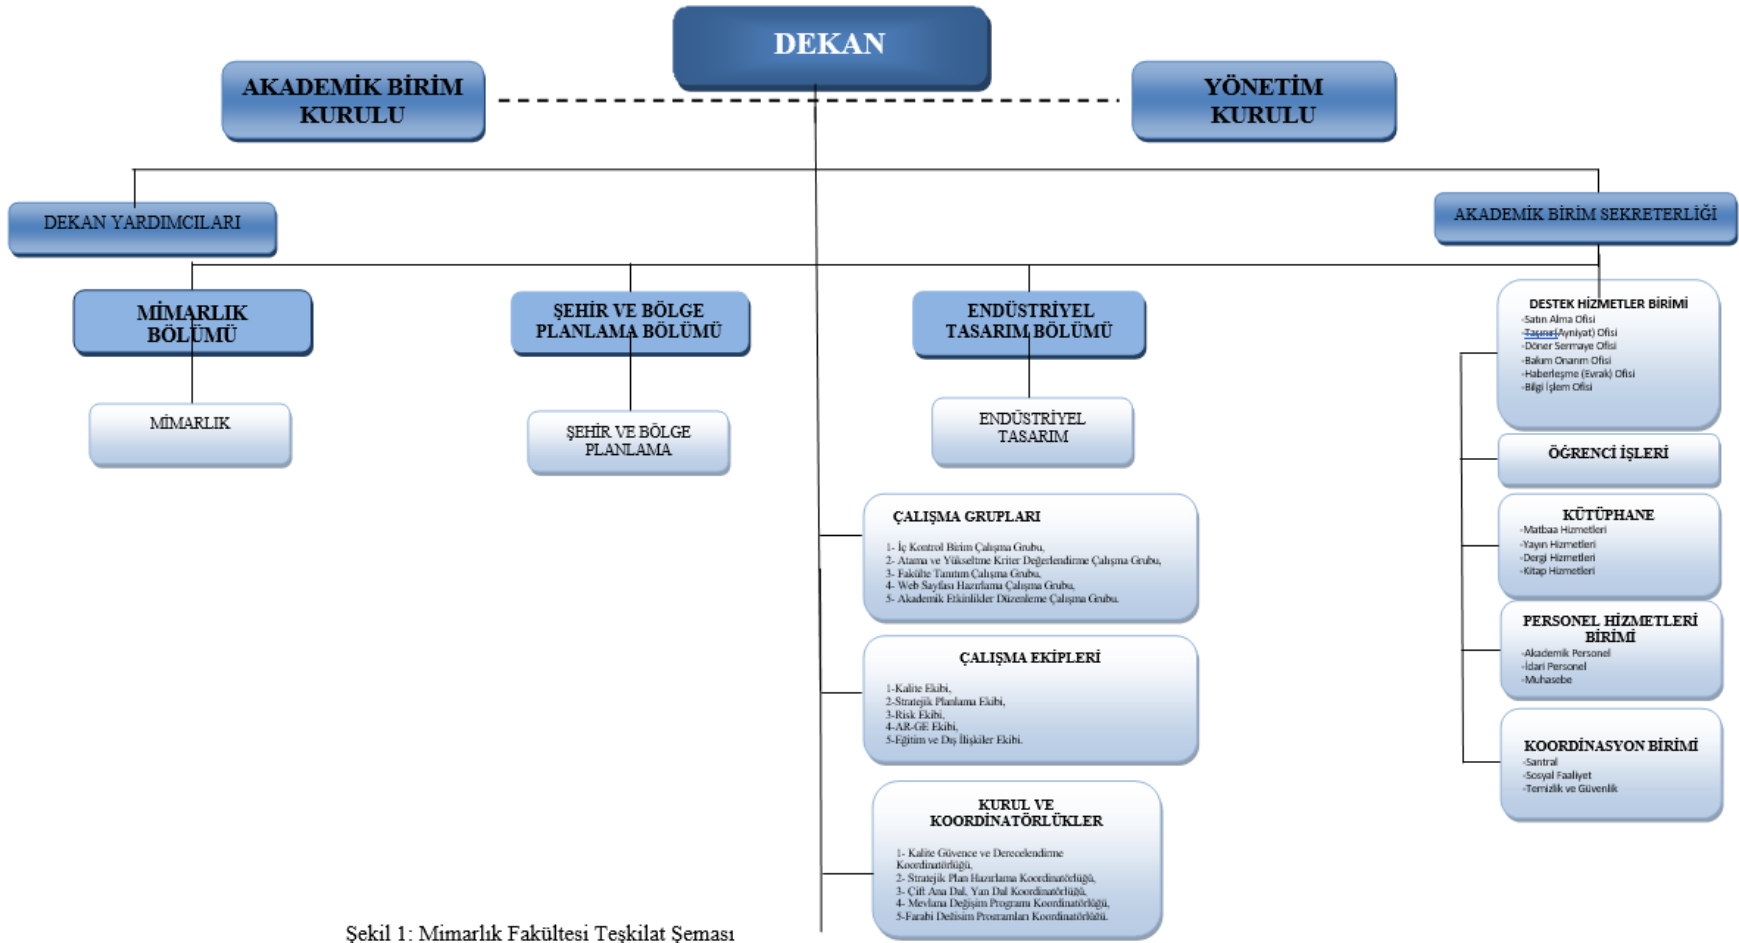 DEKAN
AKADEMİK BİRİM
KURULU
YÖNETİM
KURULU
DEKAN YARDIMCILARI
AKADEMİK BİRİM SEKRETERLİĞİ
MİMARLIK
BÖLÜMÜ
ŞEHİR VE BÖLGE
PLANLAMA BÖLÜMÜ
ENDÜSTRİYEL
TASARIM BÖLÜMÜ
MİMARLIK
ŞEHİR VE BÖLGE
PLANLAMA
ENDÜSTRİYEL
TASARIM
DESTEK HİZMETLER BİRİMİ
-Satın Alma Ofisi
-Taşınır(Ayniyat) Ofisi
-Döner Sermaye Ofisi
-Bakım Onarım Ofisi
-Haberleşme (Evrak) Ofisi
-Bilgi İşlem Ofisi
ÖĞRENCİ İŞLERİ
KÜTÜPHANE
-Matbaa Hizmetleri
-Yayın Hizmetleri
-Dergi Hizmetleri
-Kitap Hizmetleri
PERSONEL HİZMETLERİ
BİRİMİ
-Akademik Personel
-İdari Personel
-Muhasebe
KOORDİNASYON BİRİMİ
-Santral
-Sosyal Faaliyet
-Temizlik ve Güvenlik
ÇALIŞMA GRUPLARI
1- İç Kontrol Birim Çalışma Grubu,
2- Atama ve Yükseltme Kriter Değerlendirme Çalışma Grubu,
3- Fakülte Tanıtım Çalışma Grubu,
4- Web Sayfası Hazırlama Çalışma Grubu,
5- Akademik Etkinlikler Düzenleme Çalışma Grubu.
ÇALIŞMA EKİPLERİ
1-Kalite Ekibi,
2-Stratejik Planlama Ekibi,
3-Risk Ekibi,
4-AR-GE Ekibi,
5-Eğitim ve Dış İlişkiler Ekibi.
KURUL VE
KOORDİNATÖRLÜKLER
1- Kalite Güvence ve Derecelendirme
Koordinatörlüğü,
2- Stratejik Plan Hazırlama Koordinatörlüğü,
3- Çift Ana Dal, Yan Dal Koordinatörlüğü,
4- Mevlana Değişim Programı Koordinatörlüğü,
5-Farabi Değisim Programları Koordinatörlüğü.
Şekil 1: Mimarlık Fakültesi Teşkilat Şeması